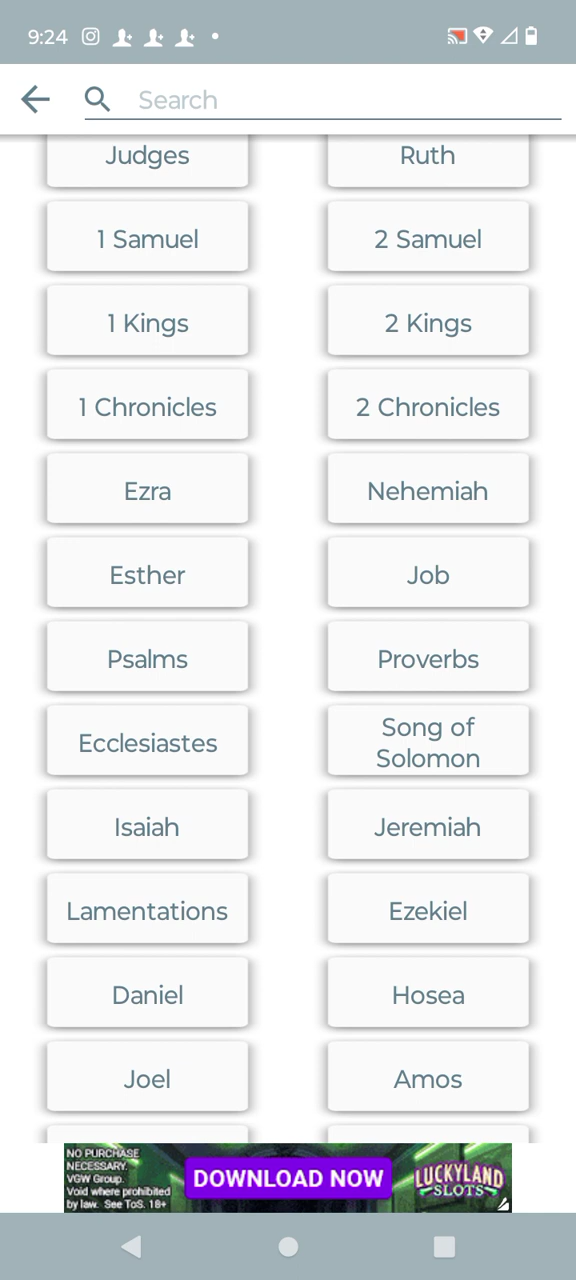 9:24
Search
Judges
Ruth
1 Samuel
2 Samuel
1 Kings
2 Kings
1 Chronicles
2 Chronicles
Ezra
Nehemiah
Esther
Job
Psalms
Proverbs
Ecclesiastes
Song of
Solomon
Isaiah
Jeremiah
Lamentations
Ezekiel
Daniel
Hosea
Joel
Amos
NO PURCHASE
NECESSARY.
VGW Group.
Void where prohibited
by law. See ToS. 18+
DOWNLOAD NOW
LUCKYLAND
SLOTS